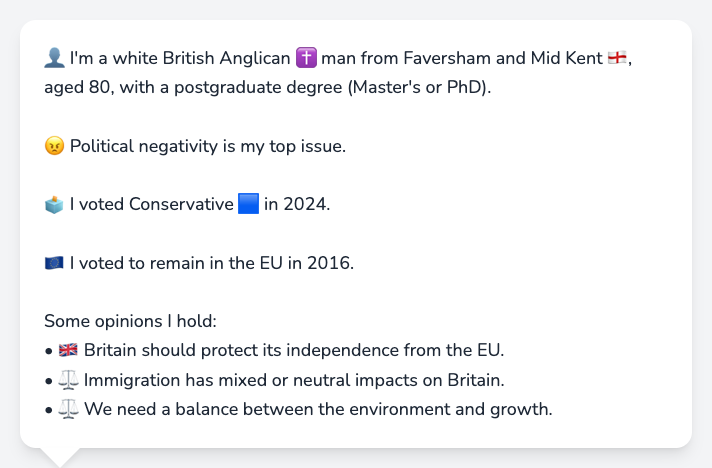 👤 I'm a white British Anglican ✝️ man from Faversham and Mid Kent 🏴󠁧󠁢󠁥󠁮󠁧󠁿,
aged 80, with a postgraduate degree (Master's or PhD).
😠 Political negativity is my top issue.
🗳️ I voted Conservative 🟦 in 2024.
🇪🇺 I voted to remain in the EU in 2016.
Some opinions I hold:
• 🇬🇧 Britain should protect its independence from the EU.
• ⚖️ Immigration has mixed or neutral impacts on Britain.
• ⚖️ We need a balance between the environment and growth.